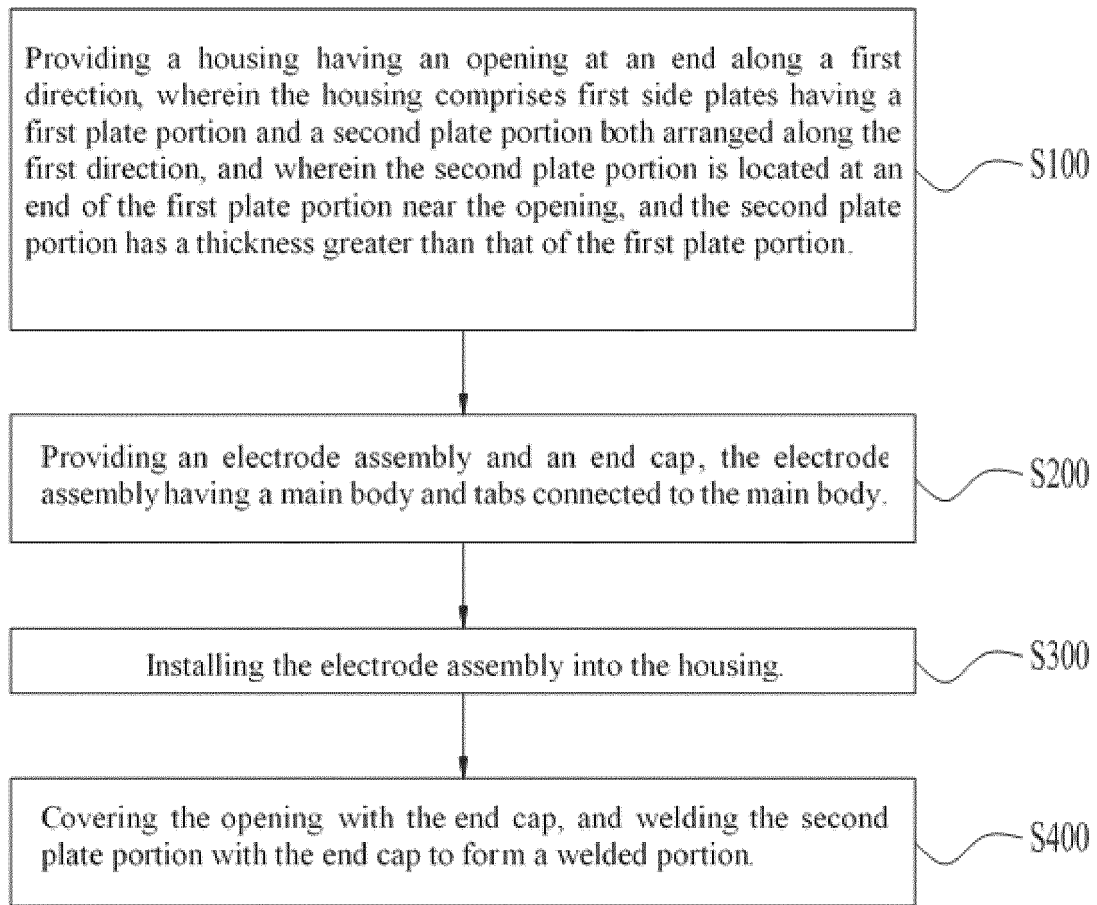 Providing a housing having an opening at an end along a first
direction, wherein the housing comprises first side plates having a
first plate portion and a second plate portion both arranged along the
first direction, and wherein the second plate portion is located at an
end of the first plate portion near the opening, and the second plate
portion has a thickness greater than that of the first plate portion.
S100
Providing an electrode assembly and an end cap, the electrode
assembly having a main body and tabs connected to the main body.
S200
Installing the electrode assembly into the housing.
S300
Covering the opening with the end cap, and welding the second
plate portion with the end cap to form a welded portion.
S400